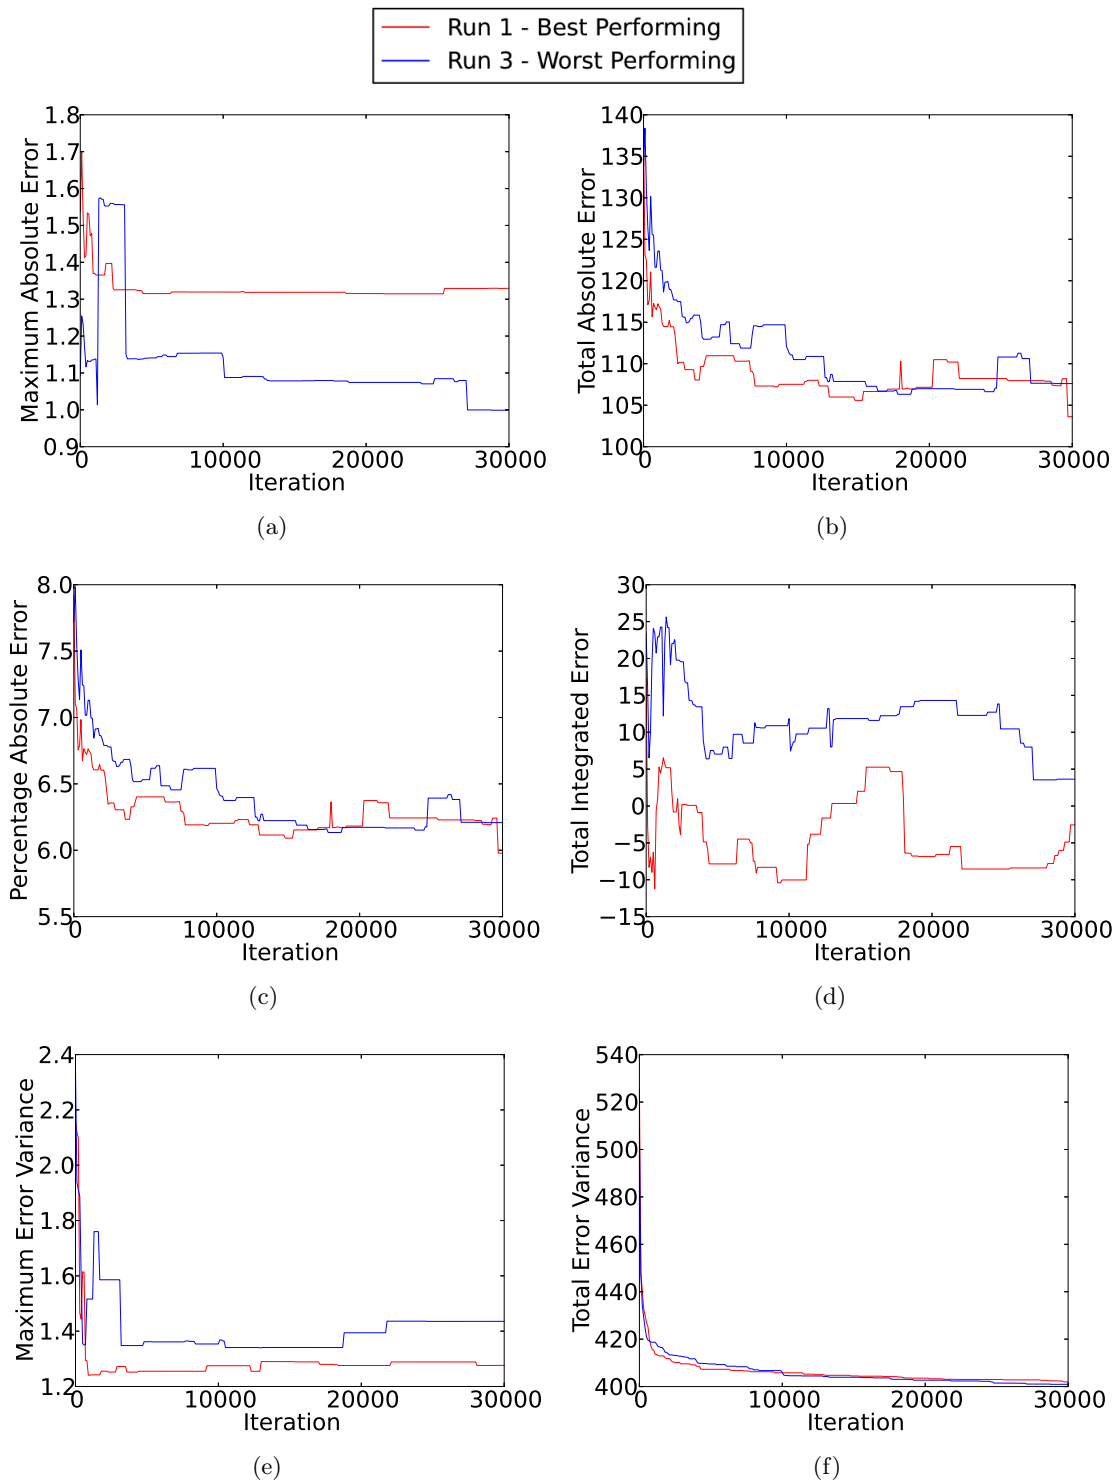 Run 1 - Best Performing
Run 3 - Worst Performing
Maximum Absolute Error
1.8
1.7
1.6
1.5
1.4
1.3
1.2
1.1
1.0
0.9
0 10000 20000 30000
Iteration
(a)
Total Absolute Error
140
135
130
125
120
115
110
105
100
0 10000 20000 30000
Iteration
(b)
Percentage Absolute Error
8.0
7.5
7.0
6.5
6.0
5.5
0 10000 20000 30000
Iteration
(c)
Total Integrated Error
30
25
20
15
10
5
0
−5
−10
−15
0 10000 20000 30000
Iteration
(d)
Maximum Error Variance
2.4
2.2
2.0
1.8
1.6
1.4
1.2
0 10000 20000 30000
Iteration
(e)
Total Error Variance
540
520
500
480
460
440
420
400
0 10000 20000 30000
Iteration
(f)